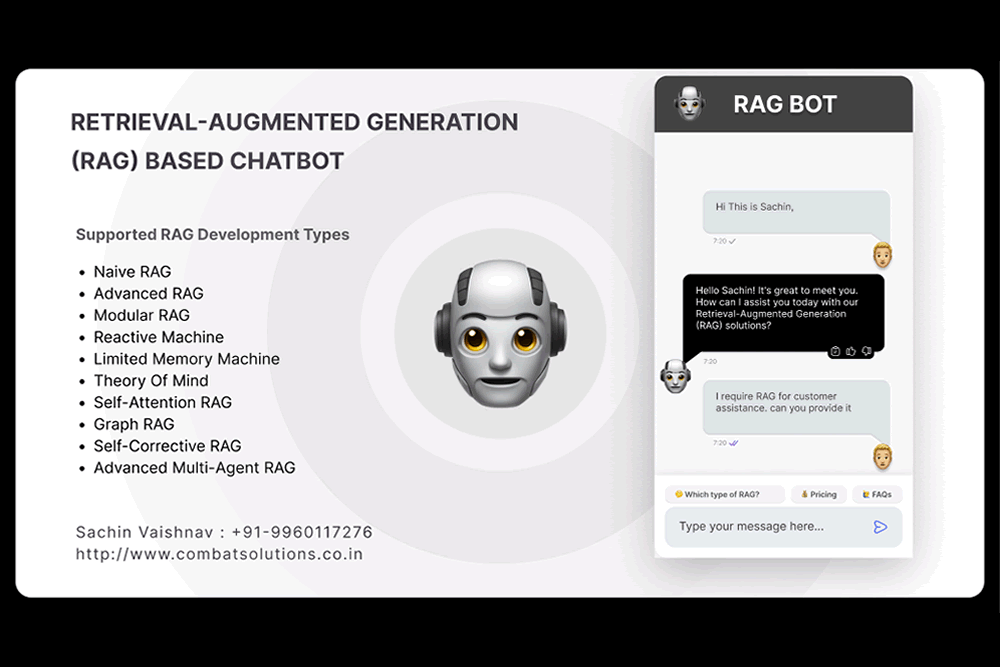 RETRIEVAL-AUGMENTED GENERATION
(RAG) BASED CHATBOT
Supported RAG Development Types
• Naive RAG
• Advanced RAG
• Modular RAG
• Reactive Machine
• Limited Memory Machine
• Theory Of Mind
• Self-Attention RAG
• Graph RAG
• Self-Corrective RAG
• Advanced Multi-Agent RAG
Sachin Vaishnav : +91-9960117276
http://www.combatsolutions.co.in
RAG BOT
Hi This is Sachin,
7:20
Hello Sachin! It's great to meet you.
How can I assist you today with our
Retrieval-Augmented Generation
(RAG) solutions?
7:20
I require RAG for customer
assistance. can you provide it
7:20
Which type of RAG?
Pricing
FAQs
Type your message here...